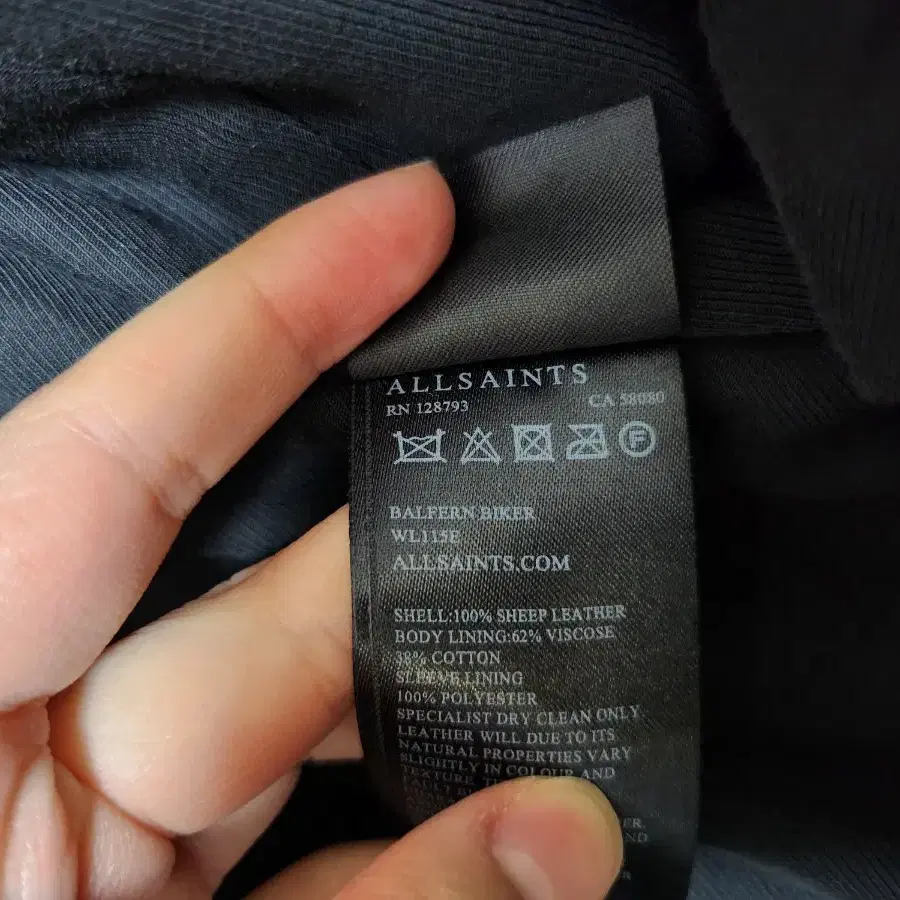 ALLSAINTS
RN 128793 CA 58080
F
BALFERN BIKER
WL115E
ALLSAINTS.COM
SHELL:100% SHEEP LEATHER
BODY LINING:62% VISCOSE
38% COTTON
SLEEVE LINING
100% POLYESTER
SPECIALIST DRY CLEAN ONLY
LEATHER WILL DUE TO ITS
NATURAL PROPERTIES VARY
SLIGHTLY IN COLOUR AND
TEXTURE